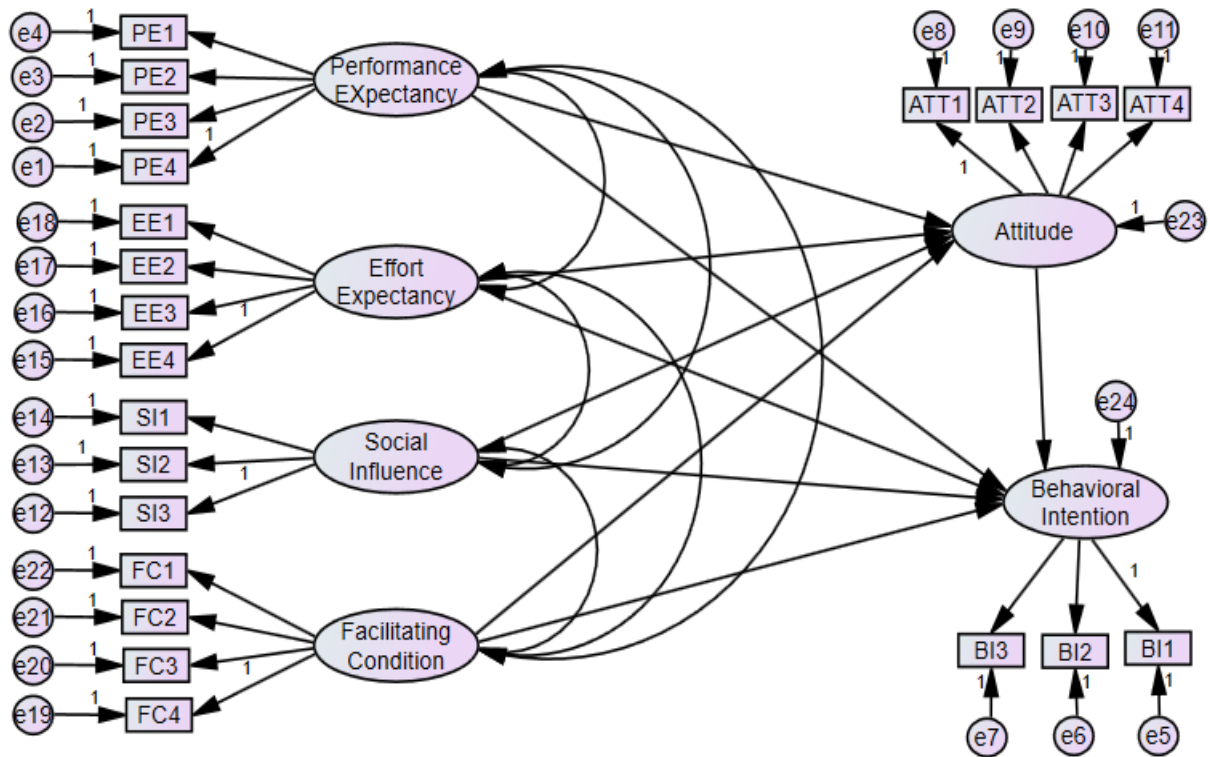 e4 1 PE1
e3 1 PE2
e2 1 PE3
e1 1 PE4
1
Performance
EXpectancy
e18 1 EE1
e17 1 EE2
e16 1 EE3
e15 1 EE4
1
Effort
Expectancy
e14 1 SI1
e13 1 SI2
e12 1 SI3
1
Social
Influence
e22 1 FC1
e21 1 FC2
e20 1 FC3
e19 1 FC4
1
Facilitating
Condition
e8 e9 e10 e11
1 1 1 1
ATT1 ATT2 ATT3 ATT4
1
Attitude
1 e23
e24
1
Behavioral
Intention
1
BI3 BI2 BI1
1 1 1
e7 e6 e5